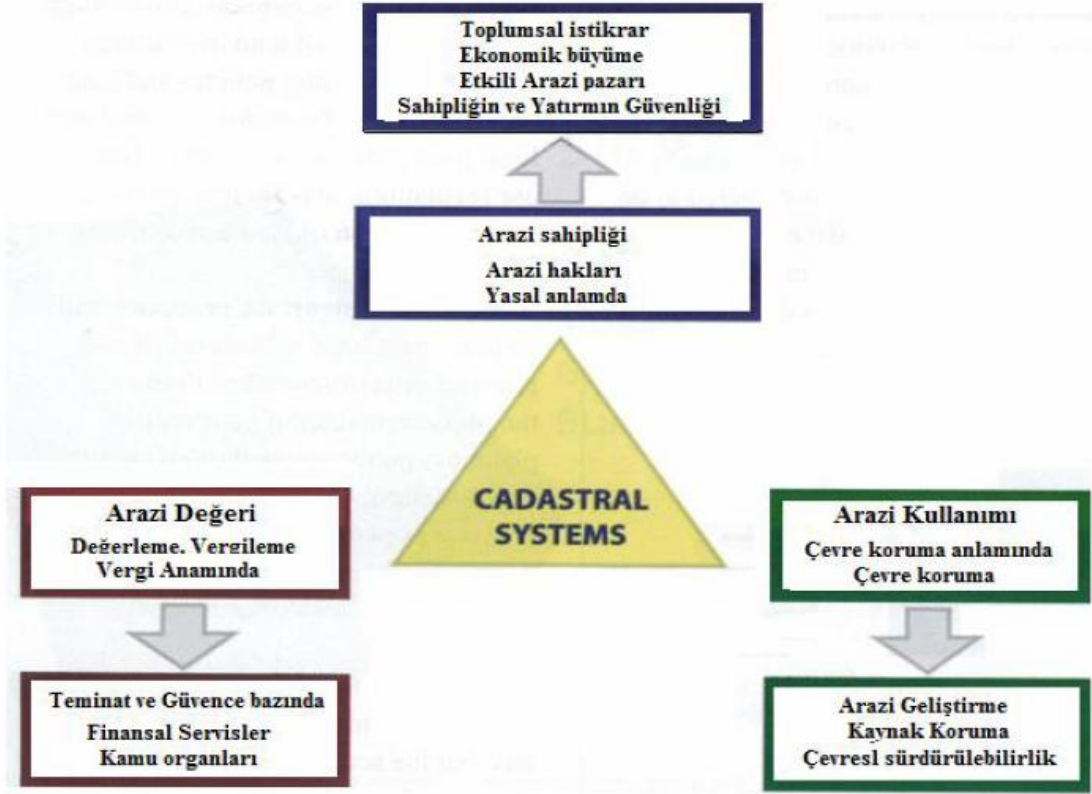 Toplumsal istikrar
Ekonomik büyüme
Etkili Arazi pazarı
Sahipliğin ve Yatırmın Güvenliği
Arazi sahipliği
Arazi hakları
Yasal anlamda
CADASTRAL
SYSTEMS
Arazi Değeri
Değerleme. Vergileme
Vergi Anamında
Arazi Kullanımı
Çevre koruma anlamında
Çevre koruma
Teminat ve Güvence bazında
Finansal Servisler
Kamu organları
Arazi Geliştirme
Kaynak Koruma
Çevresl sürdürülebilirlik